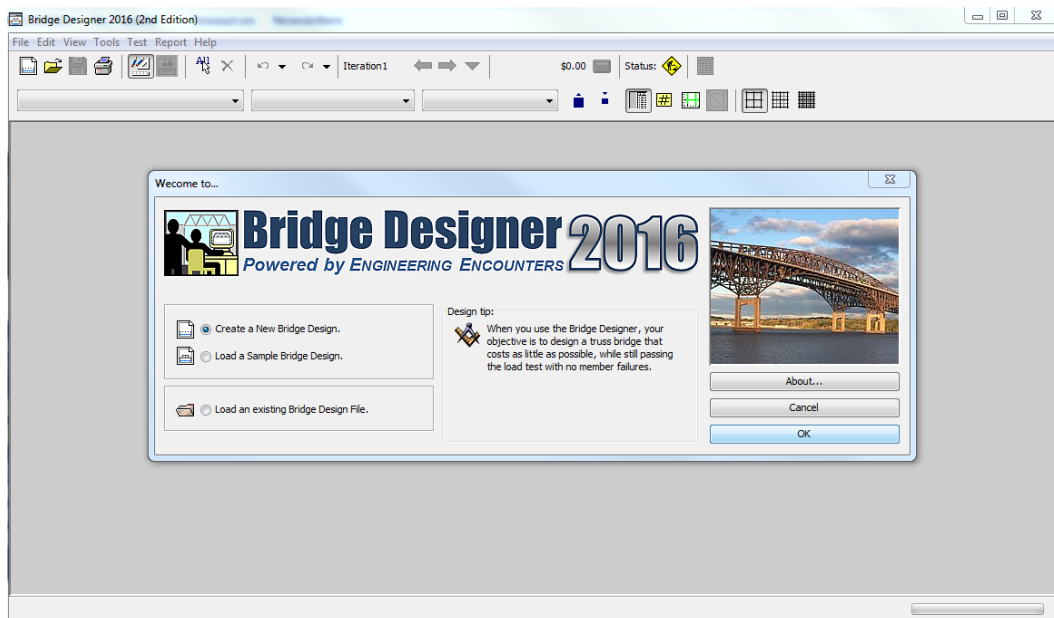 Bridge Designer 2016 (2nd Edition)
File Edit View Tools Test Report Help
All Iteration1 $0.00 Status:
Wecome to...
Bridge Designer 2016
Powered by ENGINEERING ENCOUNTERS
Create a New Bridge Design.
Load a Sample Bridge Design.
Load an existing Bridge Design File.
Design tip:
When you use the Bridge Designer, your
objective is to design a truss bridge that
costs as little as possible, while still passing
the load test with no member failures.
About...
Cancel
OK